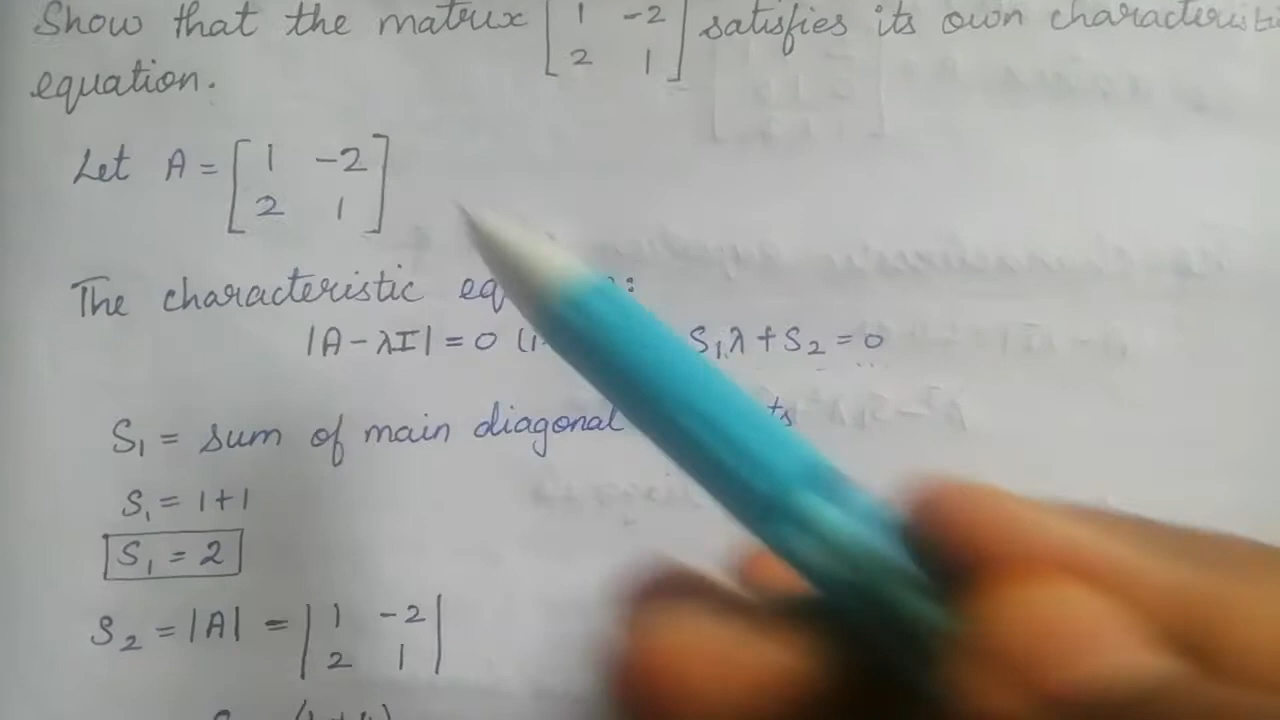 Show that the matrix [ 1 -2 ] satisfies its own
[ 2 1 ]
equation.
Let A = [ 1 -2 ]
[ 2 1 ]
The characteristic :
|A - λI| = 0 S₁λ + S₂ = 0
S₁ = sum of main diagonal
S₁ = 1+1
S₁ = 2
S₂ = |A| = | 1 -2 |
| 2 1 |